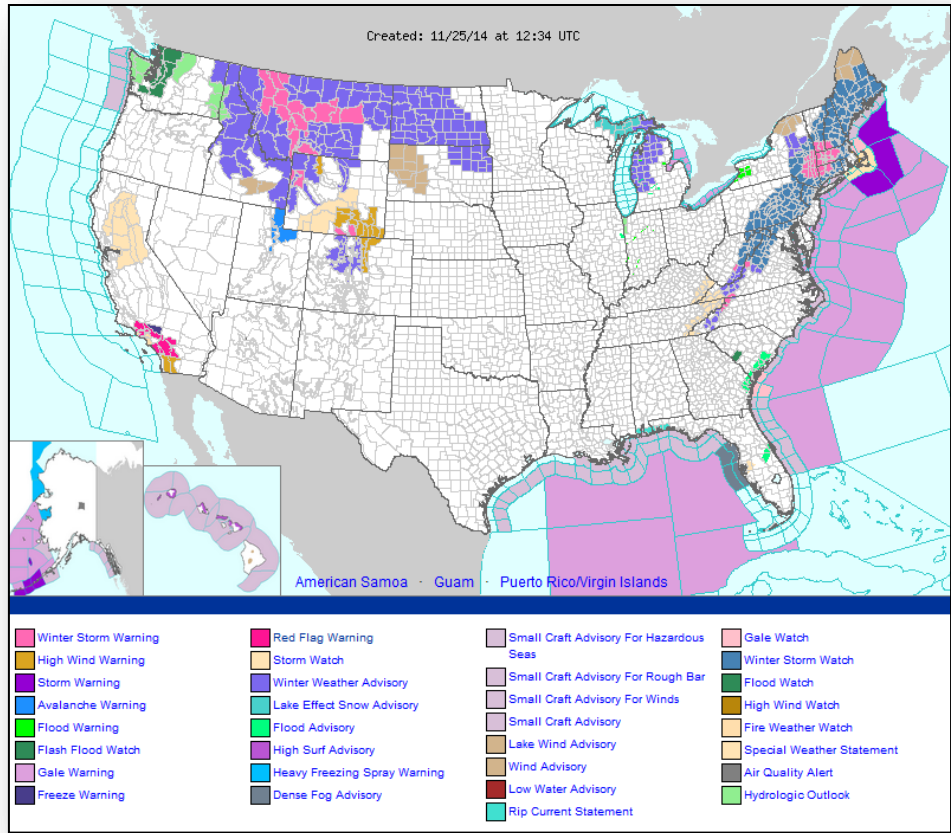 Created: 11/25/14 at 12:34 UTC
American Samoa · Guam · Puerto Rico/Virgin Islands
Winter Storm Warning
High Wind Warning
Storm Warning
Avalanche Warning
Flood Warning
Flash Flood Watch
Gale Warning
Freeze Warning
Red Flag Warning
Storm Watch
Winter Weather Advisory
Lake Effect Snow Advisory
Flood Advisory
High Surf Advisory
Heavy Freezing Spray Warning
Dense Fog Advisory
Small Craft Advisory For Hazardous
Seas
Small Craft Advisory For Rough Bar
Small Craft Advisory For Winds
Small Craft Advisory
Lake Wind Advisory
Wind Advisory
Low Water Advisory
Rip Current Statement
Gale Watch
Winter Storm Watch
Flood Watch
High Wind Watch
Fire Weather Watch
Special Weather Statement
Air Quality Alert
Hydrologic Outlook